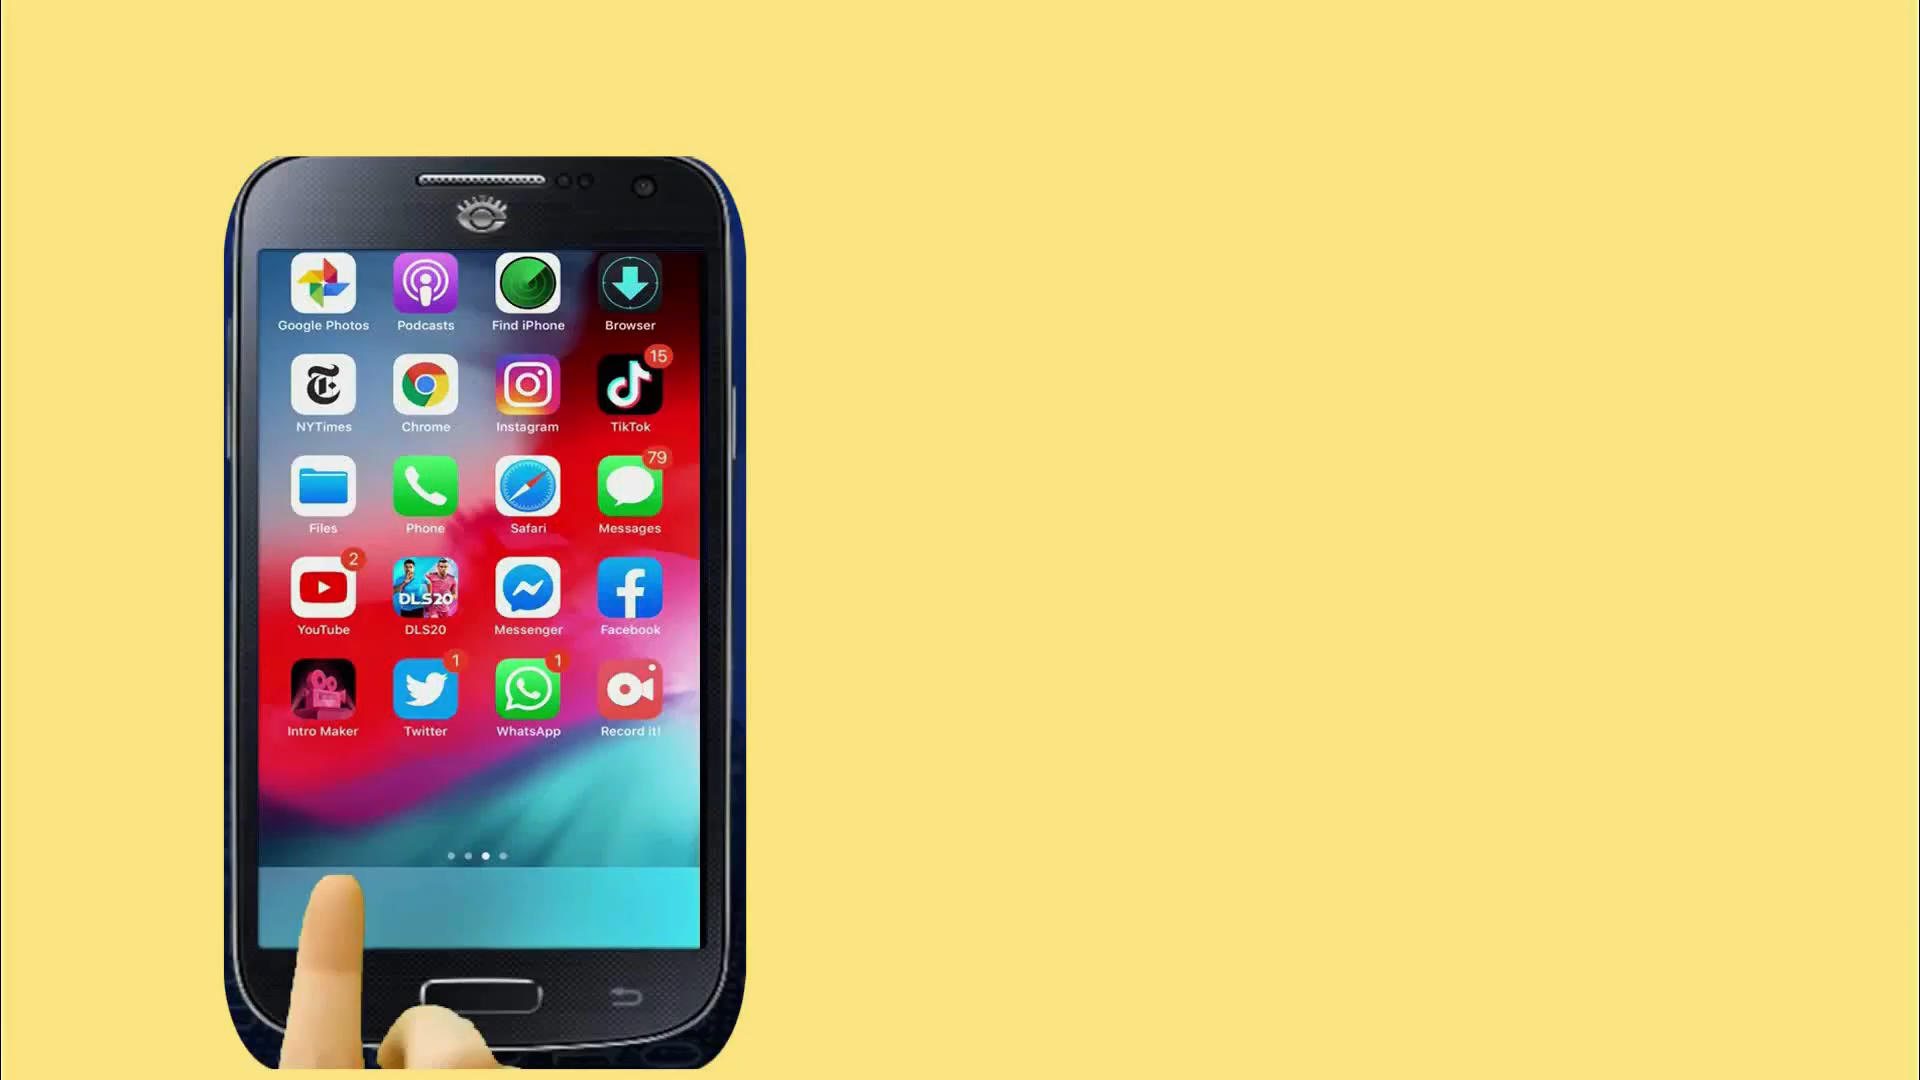 Google Photos Podcasts Find iPhone Browser
15
NYTimes Chrome Instagram TikTok
79
Files Phone Safari Messages
2
DLS20
YouTube DLS20 Messenger Facebook
1 1
Intro Maker Twitter WhatsApp Record it!